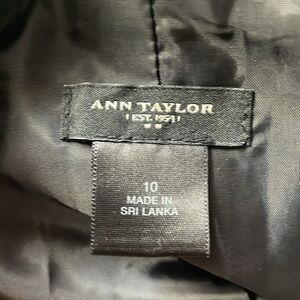 ANN TAYLOR
EST. 1954
10
MADE IN
SRI LANKA